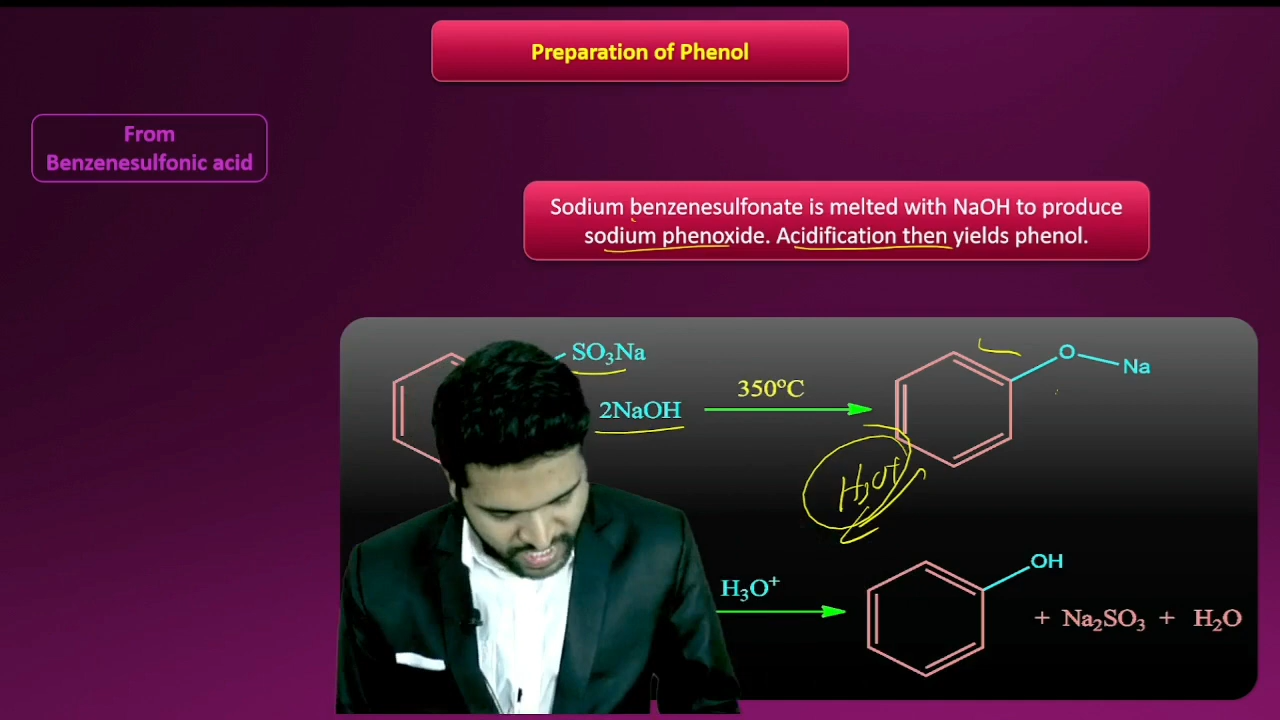 Preparation of Phenol
From
Benzenesulfonic acid
Sodium benzenesulfonate is melted with NaOH to produce
sodium phenoxide. Acidification then yields phenol.
SO₃Na
2NaOH
350°C
O
Na
H₃O⁺
H₃O⁺
OH
+ Na₂SO₃ + H₂O